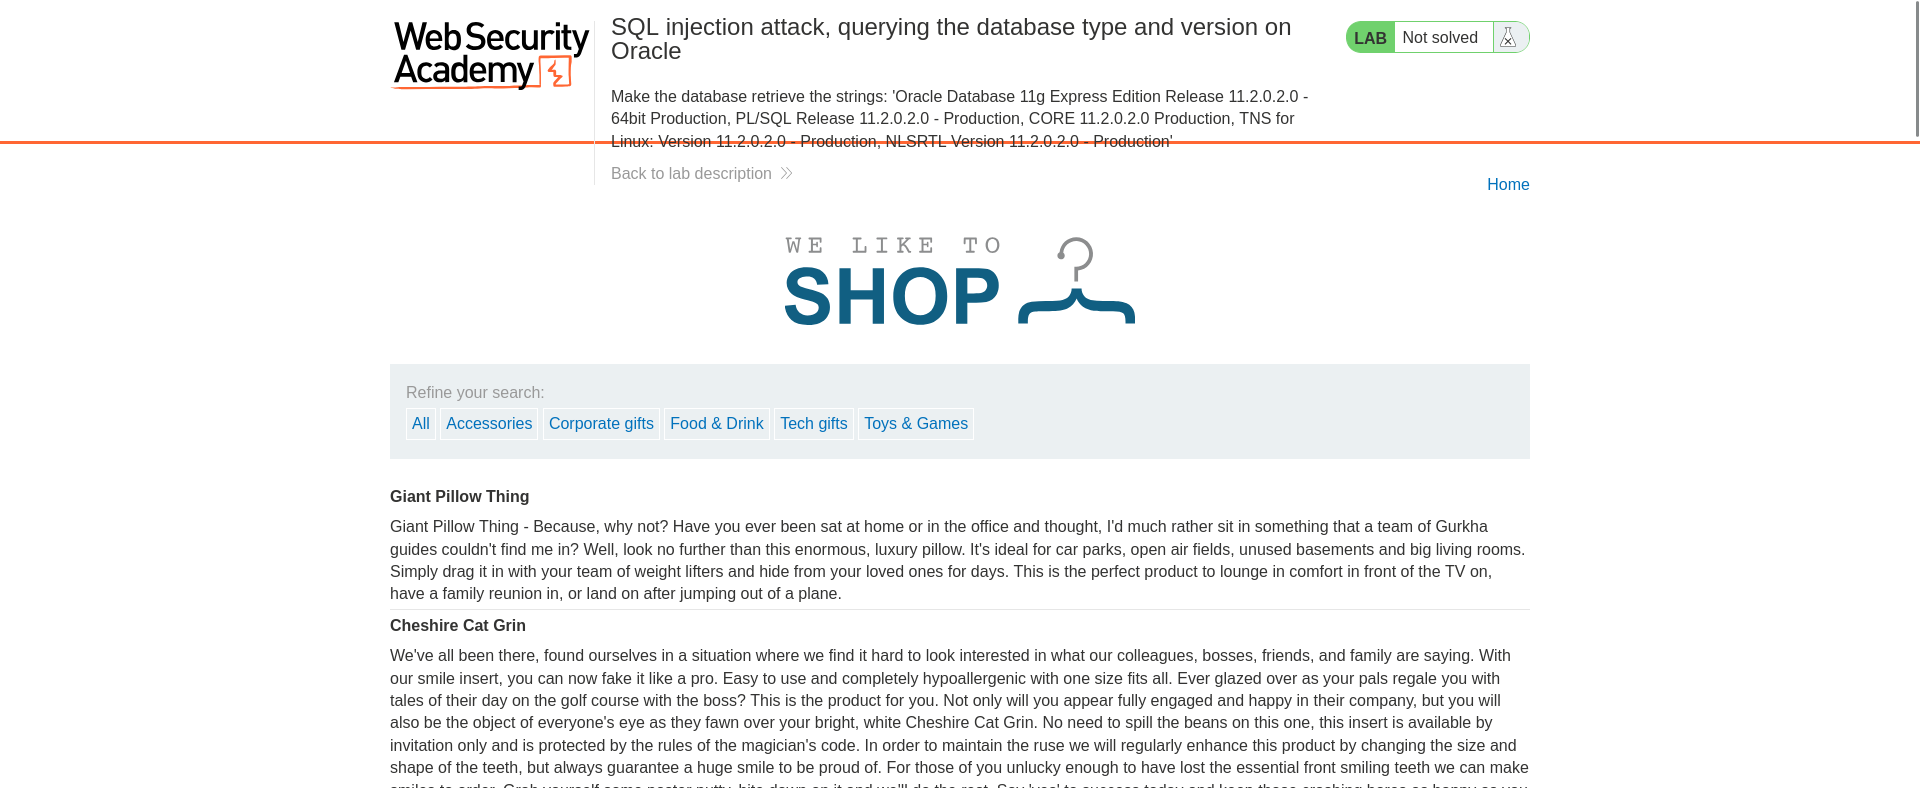 Web Security
Academy
SQL injection attack, querying the database type and version on
Oracle
LAB Not solved
Make the database retrieve the strings: 'Oracle Database 11g Express Edition Release 11.2.0.2.0 -
64bit Production, PL/SQL Release 11.2.0.2.0 - Production, CORE 11.2.0.2.0 Production, TNS for
Linux: Version 11.2.0.2.0 - Production, NLSRTL Version 11.2.0.2.0 - Production'
Back to lab description
Home
WE LIKE TO
SHOP
Refine your search:
All Accessories Corporate gifts Food & Drink Tech gifts Toys & Games
Giant Pillow Thing
Giant Pillow Thing - Because, why not? Have you ever been sat at home or in the office and thought, I'd much rather sit in something that a team of Gurkha
guides couldn't find me in? Well, look no further than this enormous, luxury pillow. It's ideal for car parks, open air fields, unused basements and big living rooms.
Simply drag it in with your team of weight lifters and hide from your loved ones for days. This is the perfect product to lounge in comfort in front of the TV on,
have a family reunion in, or land on after jumping out of a plane.
Cheshire Cat Grin
We've all been there, found ourselves in a situation where we find it hard to look interested in what our colleagues, bosses, friends, and family are saying. With
our smile insert, you can now fake it like a pro. Easy to use and completely hypoallergenic with one size fits all. Ever glazed over as your pals regale you with
tales of their day on the golf course with the boss? This is the product for you. Not only will you appear fully engaged and happy in their company, but you will
also be the object of everyone's eye as they fawn over your bright, white Cheshire Cat Grin. No need to spill the beans on this one, this insert is available by
invitation only and is protected by the rules of the magician's code. In order to maintain the ruse we will regularly enhance this product by changing the size and
shape of the teeth, but always guarantee a huge smile to be proud of. For those of you unlucky enough to have lost the essential front smiling teeth we can make